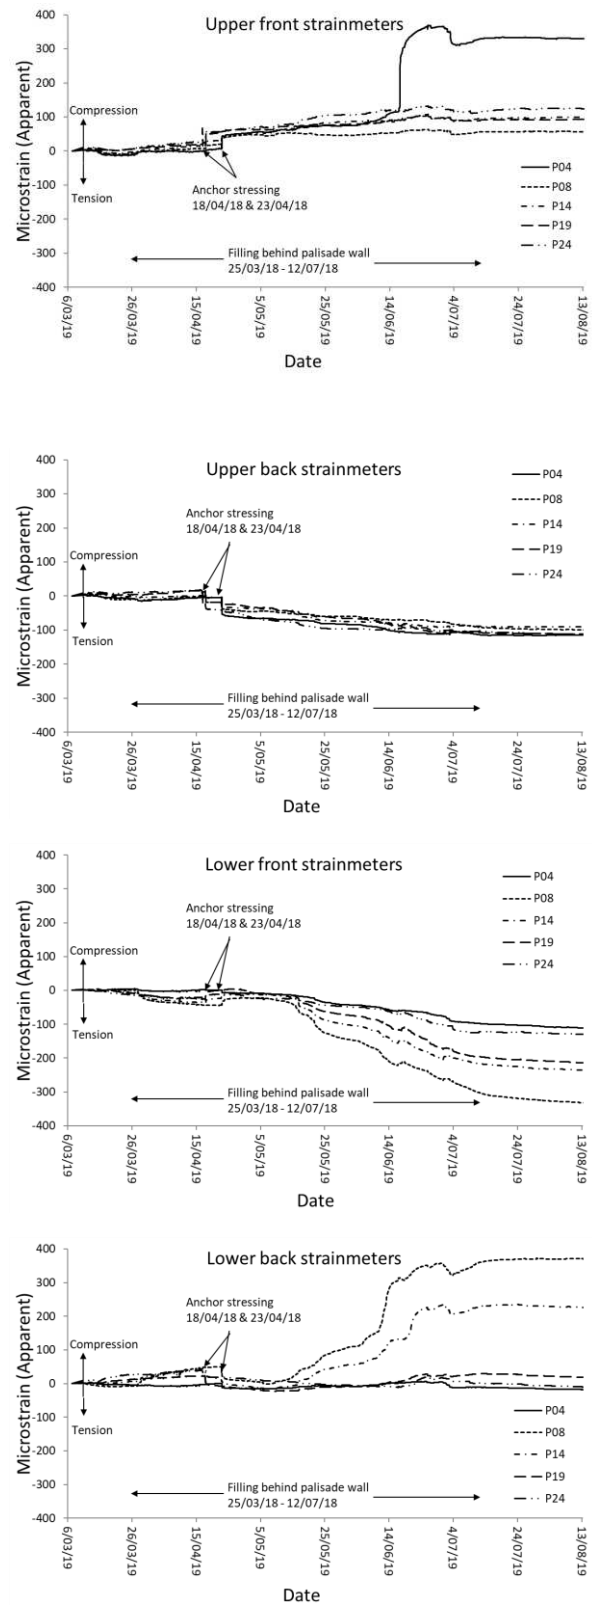 Upper front strainmeters
Microstrain (Apparent)
400
300
200
100
0
-100
-200
-300
-400
Compression
Tension
Anchor stressing
18/04/18 & 23/04/18
P04
P08
P14
P19
P24
Filling behind palisade wall
25/03/18 - 12/07/18
6/03/19
26/03/19
15/04/19
5/05/19
25/05/19
14/06/19
4/07/19
24/07/19
13/08/19
Date
Upper back strainmeters
Microstrain (Apparent)
400
300
200
100
0
-100
-200
-300
-400
P04
P08
P14
P19
P24
Anchor stressing
18/04/18 & 23/04/18
Compression
Tension
Filling behind palisade wall
25/03/18 - 12/07/18
6/03/19
26/03/19
15/04/19
5/05/19
25/05/19
14/06/19
4/07/19
24/07/19
13/08/19
Date
Lower front strainmeters
Microstrain (Apparent)
400
300
200
100
0
-100
-200
-300
-400
P04
P08
P14
P19
P24
Anchor stressing
18/04/18 & 23/04/18
Compression
Tension
Filling behind palisade wall
25/03/18 - 12/07/18
6/03/19
26/03/19
15/04/19
5/05/19
25/05/19
14/06/19
4/07/19
24/07/19
13/08/19
Date
Lower back strainmeters
Microstrain (Apparent)
400
300
200
100
0
-100
-200
-300
-400
Anchor stressing
18/04/18 & 23/04/18
Compression
Tension
P04
P08
P14
P19
P24
Filling behind palisade wall
25/03/18 - 12/07/18
6/03/19
26/03/19
15/04/19
5/05/19
25/05/19
14/06/19
4/07/19
24/07/19
13/08/19
Date